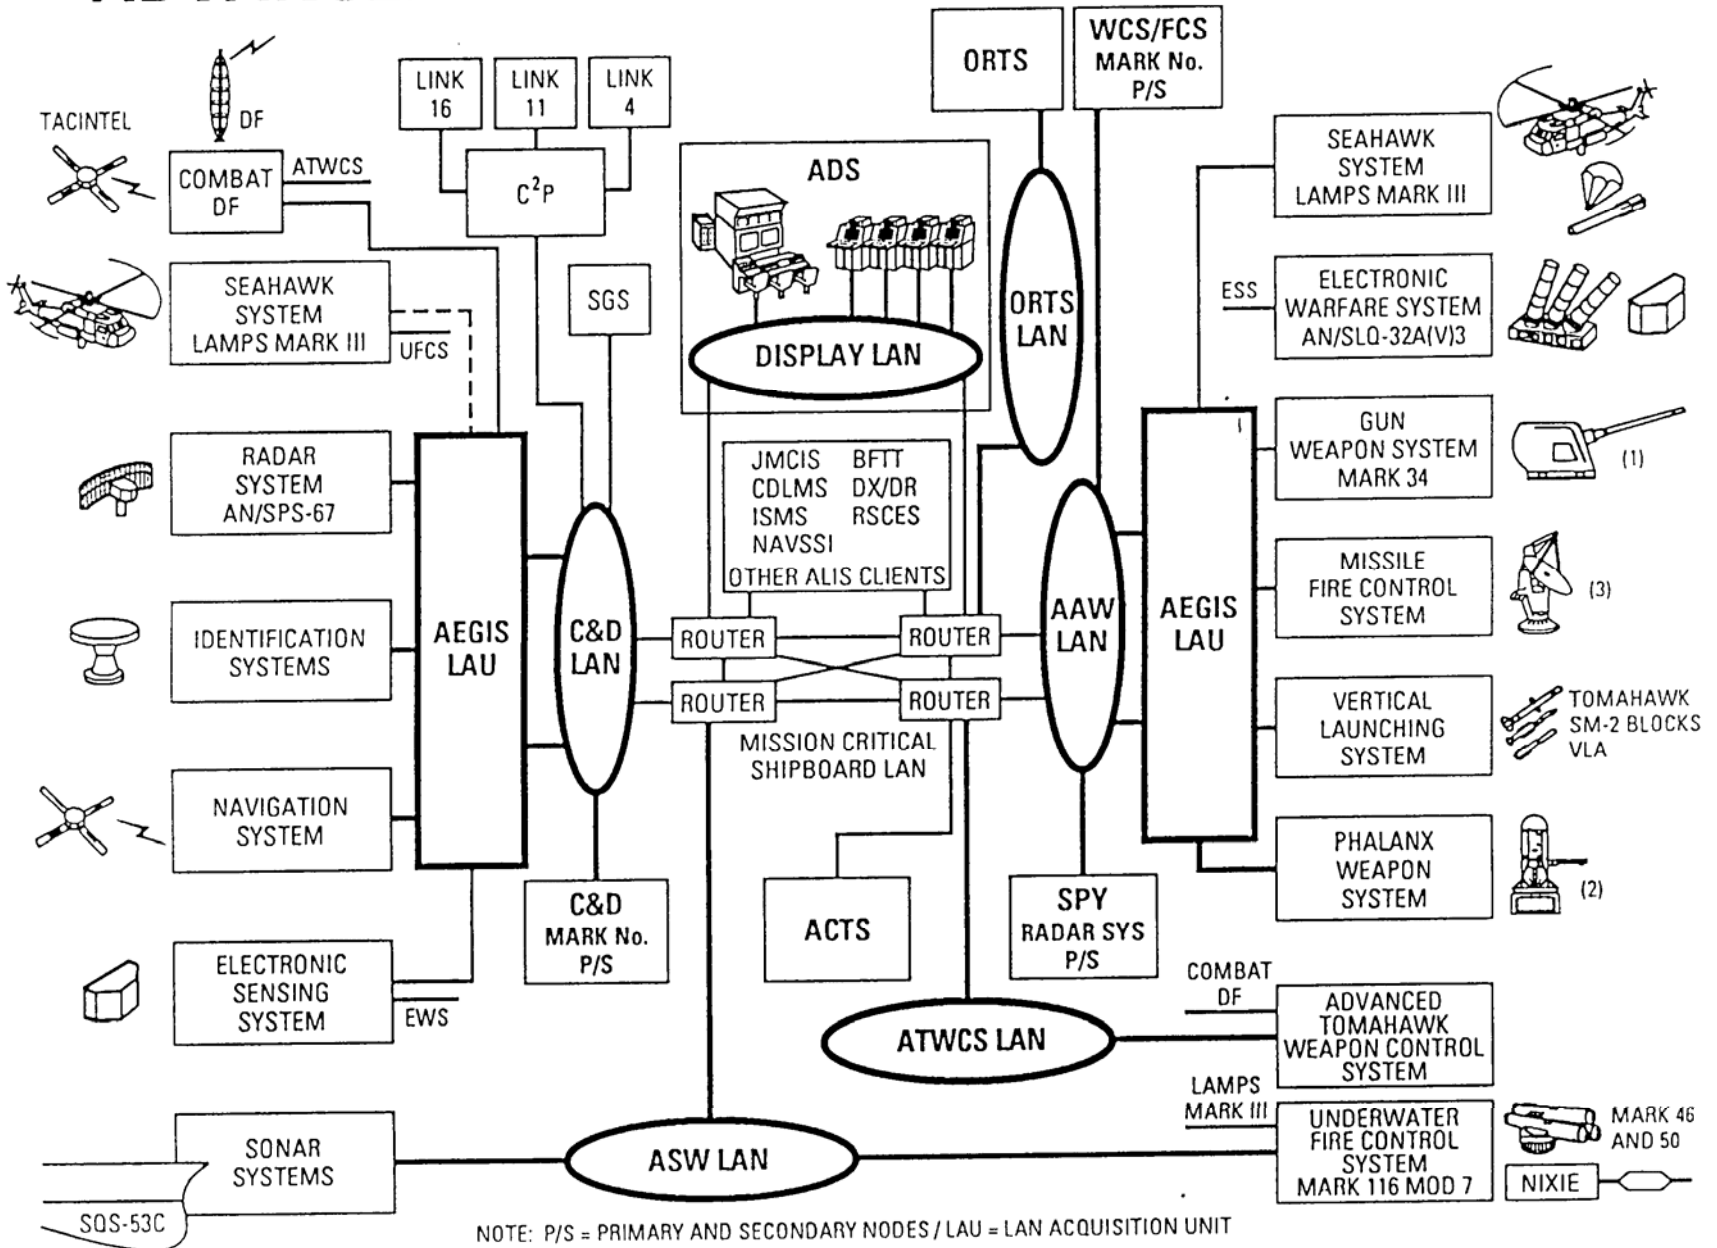 TACINTEL
DF
COMBAT
DF
ATWCS
LINK
16
LINK
11
LINK
4
C²P
SGS
SEAHAWK
SYSTEM
LAMPS MARK III
UFCS
RADAR
SYSTEM
AN/SPS-67
IDENTIFICATION
SYSTEMS
NAVIGATION
SYSTEM
ELECTRONIC
SENSING
SYSTEM
EWS
SONAR
SYSTEMS
SQS-53C
AEGIS
LAU
C&D
LAN
C&D
MARK No.
P/S
ADS
DISPLAY LAN
JMCIS BFTT
CDLMS DX/DR
ISMS RSCES
NAVSSI
OTHER ALIS CLIENTS
ROUTER
ROUTER
ROUTER
ROUTER
MISSION CRITICAL
SHIPBOARD LAN
ACTS
ATWCS LAN
ASW LAN
ORTS
WCS/FCS
MARK No.
P/S
ORTS
LAN
AAW
LAN
SPY
RADAR SYS
P/S
AEGIS
LAU
SEAHAWK
SYSTEM
LAMPS MARK III
ESS
ELECTRONIC
WARFARE SYSTEM
AN/SLQ-32A(V)3
GUN
WEAPON SYSTEM
MARK 34
(1)
MISSILE
FIRE CONTROL
SYSTEM
(3)
VERTICAL
LAUNCHING
SYSTEM
TOMAHAWK
SM-2 BLOCKS
VLA
PHALANX
WEAPON
SYSTEM
(2)
COMBAT
DF
ADVANCED
TOMAHAWK
WEAPON CONTROL
SYSTEM
LAMPS
MARK III
UNDERWATER
FIRE CONTROL
SYSTEM
MARK 116 MOD 7
MARK 46
AND 50
NIXIE
NOTE: P/S = PRIMARY AND SECONDARY NODES / LAU = LAN ACQUISITION UNIT